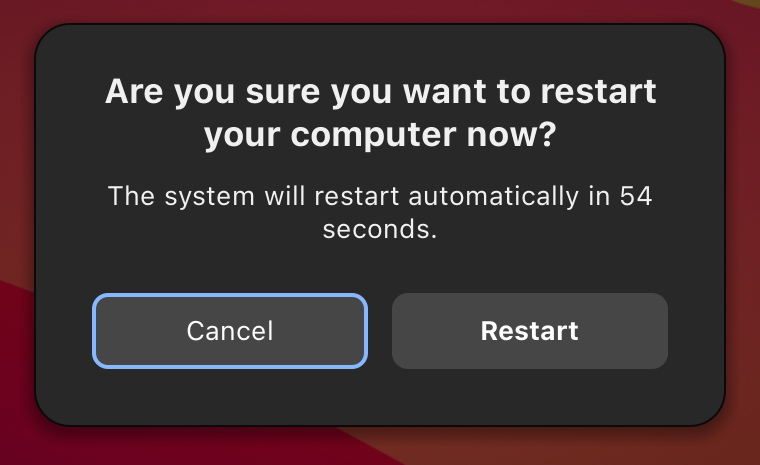 Are you sure you want to restart
your computer now?
The system will restart automatically in 54
seconds.
Cancel
Restart